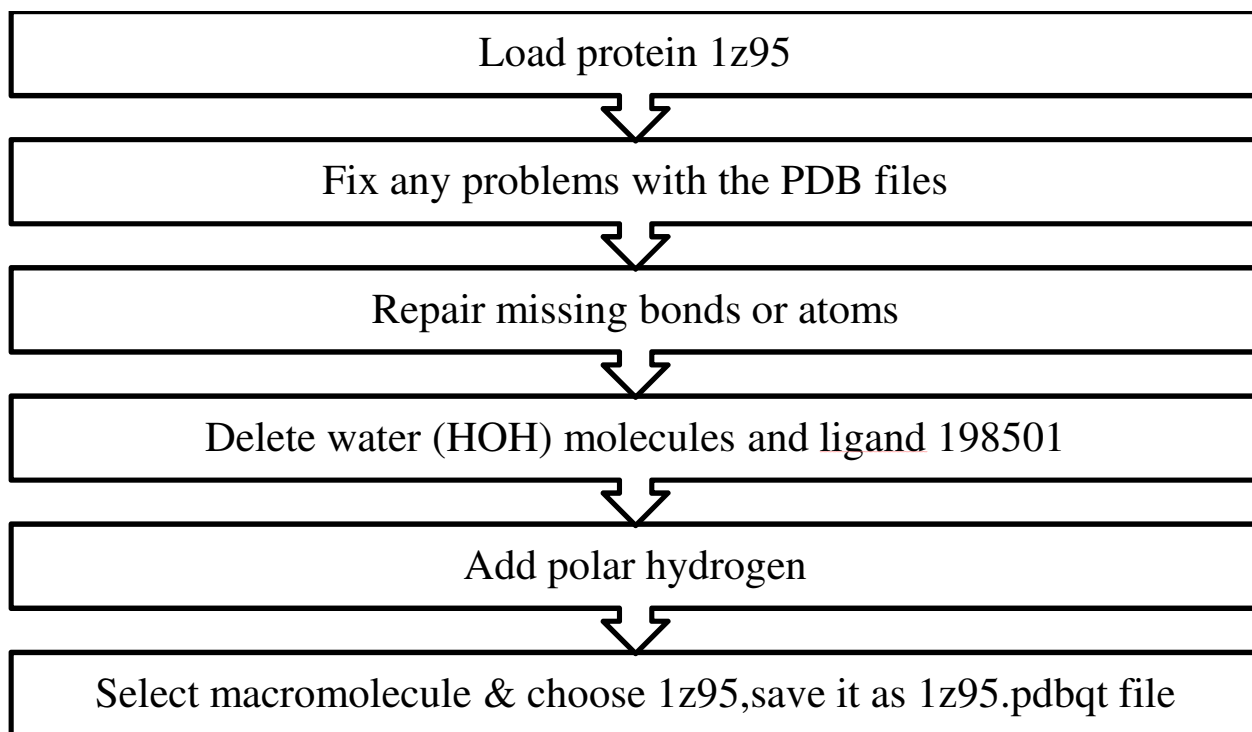 Load protein 1z95
Fix any problems with the PDB files
Repair missing bonds or atoms
Delete water (HOH) molecules and ligand 198501
Add polar hydrogen
Select macromolecule & choose 1z95,save it as 1z95.pdbqt file